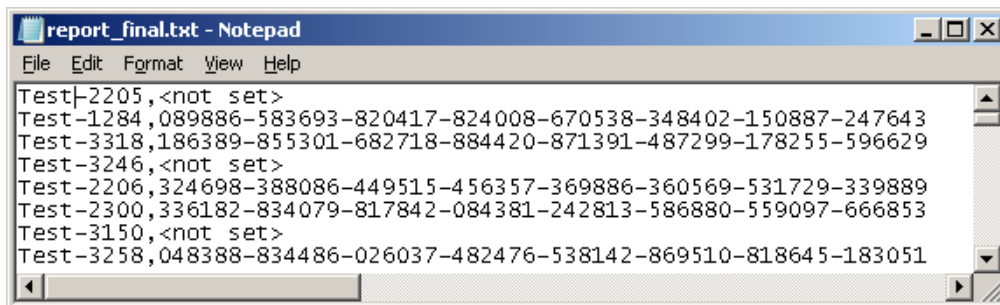 report_final.txt - Notepad
File Edit Format View Help
Test-2205,<not set>
Test-1284,089886-583693-820417-824008-670538-348402-150887-247643
Test-3318,186389-855301-682718-884420-871391-487299-178255-596629
Test-3246,<not set>
Test-2206,324698-388086-449515-456357-369886-360569-531729-339889
Test-2300,336182-834079-817842-084381-242813-586880-559097-666853
Test-3150,<not set>
Test-3258,048388-834486-026037-482476-538142-869510-818645-183051